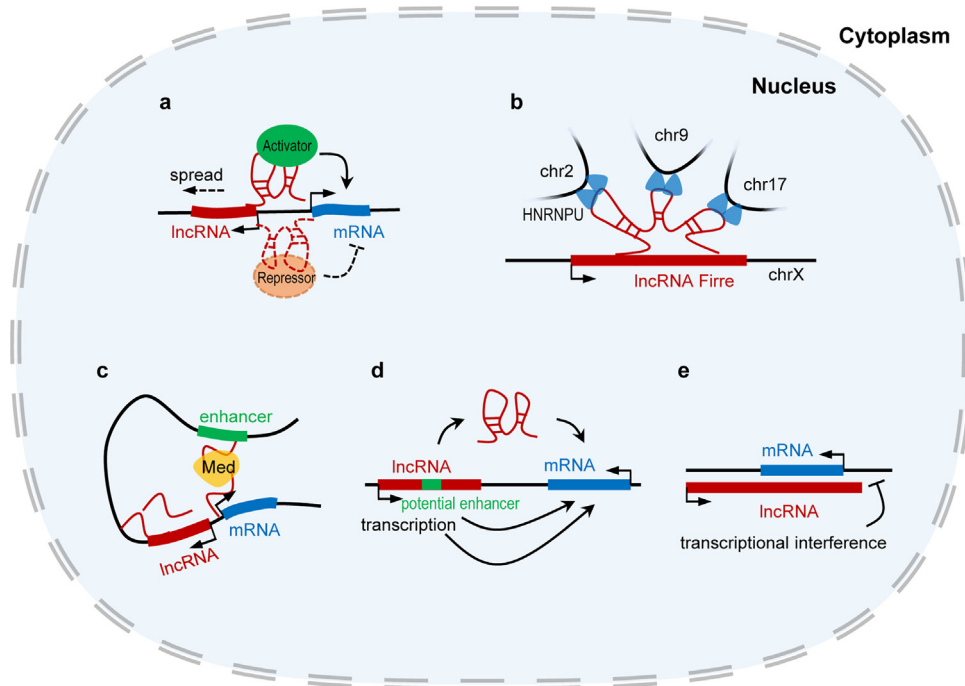 Cytoplasm
Nucleus
a
Activator
spread
lncRNA
mRNA
Repressor
b
chr9
chr2
chr17
HNRNPU
lncRNA Firre
chrX
c
enhancer
Med
mRNA
lncRNA
d
lncRNA
mRNA
potential enhancer
transcription
e
mRNA
lncRNA
transcriptional interference